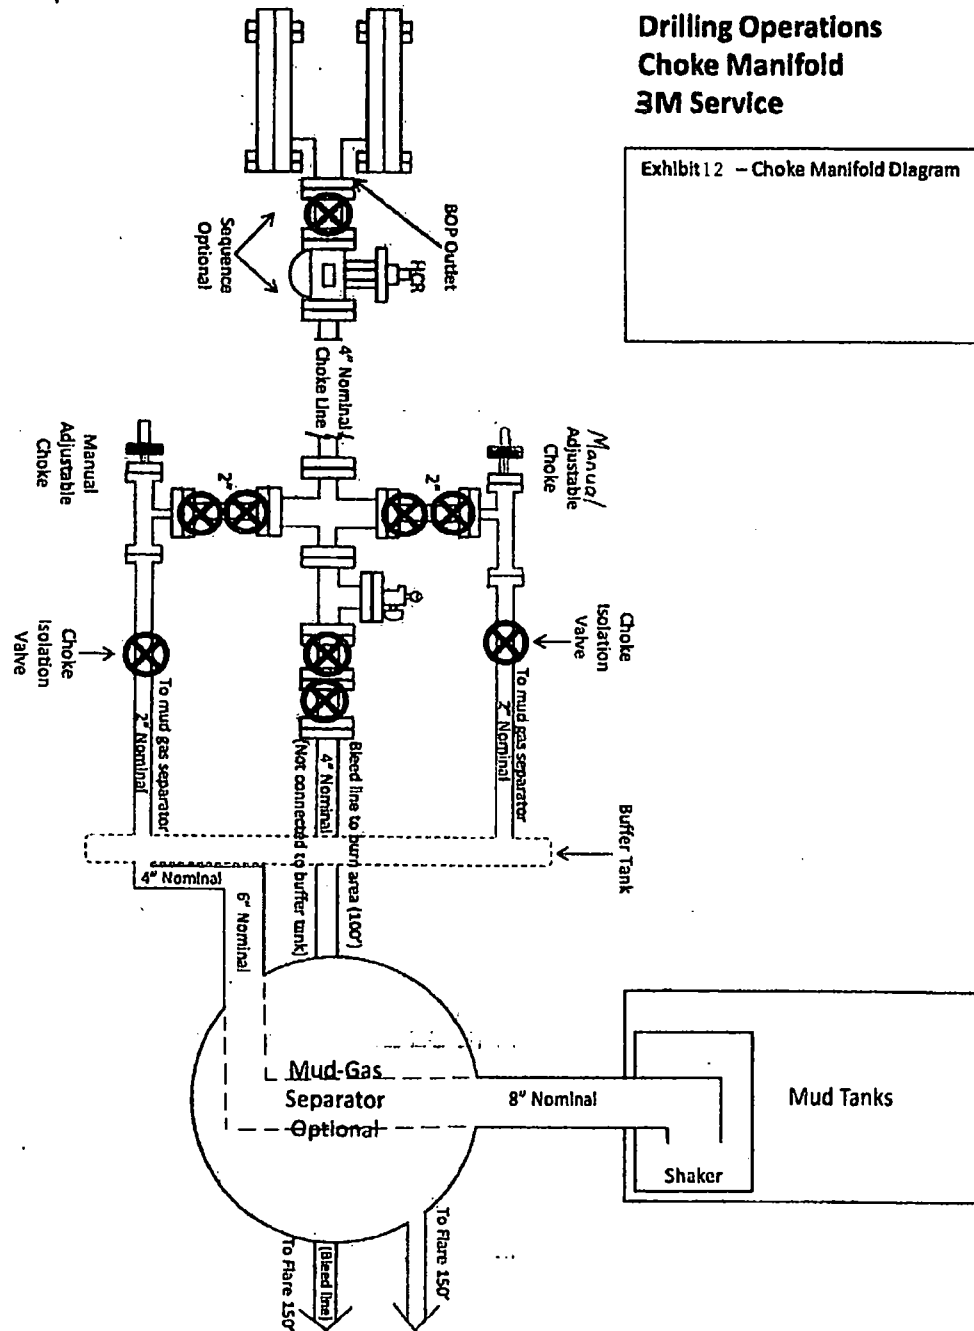 Drilling Operations
Choke Manifold
3M Service
Exhibit 12 - Choke Manifold Diagram
BOP Outlet
HCR
Sequence
Optional
4" Nominal
Choke Line
Manual
Adjustable
Choke
2"
2"
Manual
Adjustable
Choke
Choke
Isolation
Valve
Choke
Isolation
Valve
To mud gas separator
2" Nominal
To mud gas separator
2" Nominal
Bleed line to burn area (100')
4" Nominal
(Not connected to buffer tank)
Buffer Tank
4" Nominal
6" Nominal
Mud-Gas
Separator
Optional
8" Nominal
Mud Tanks
Shaker
To Flare 150'
(Bleed line)
To Flare 150'